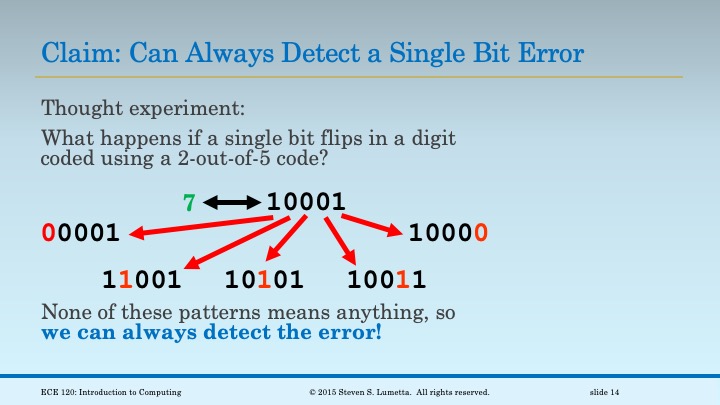 Claim: Can Always Detect a Single Bit Error
Thought experiment:
What happens if a single bit flips in a digit
coded using a 2-out-of-5 code?
7 10001
00001 10000
11001 10101 10011
None of these patterns means anything, so
we can always detect the error!
ECE 120: Introduction to Computing © 2015 Steven S. Lumetta. All rights reserved. slide 14